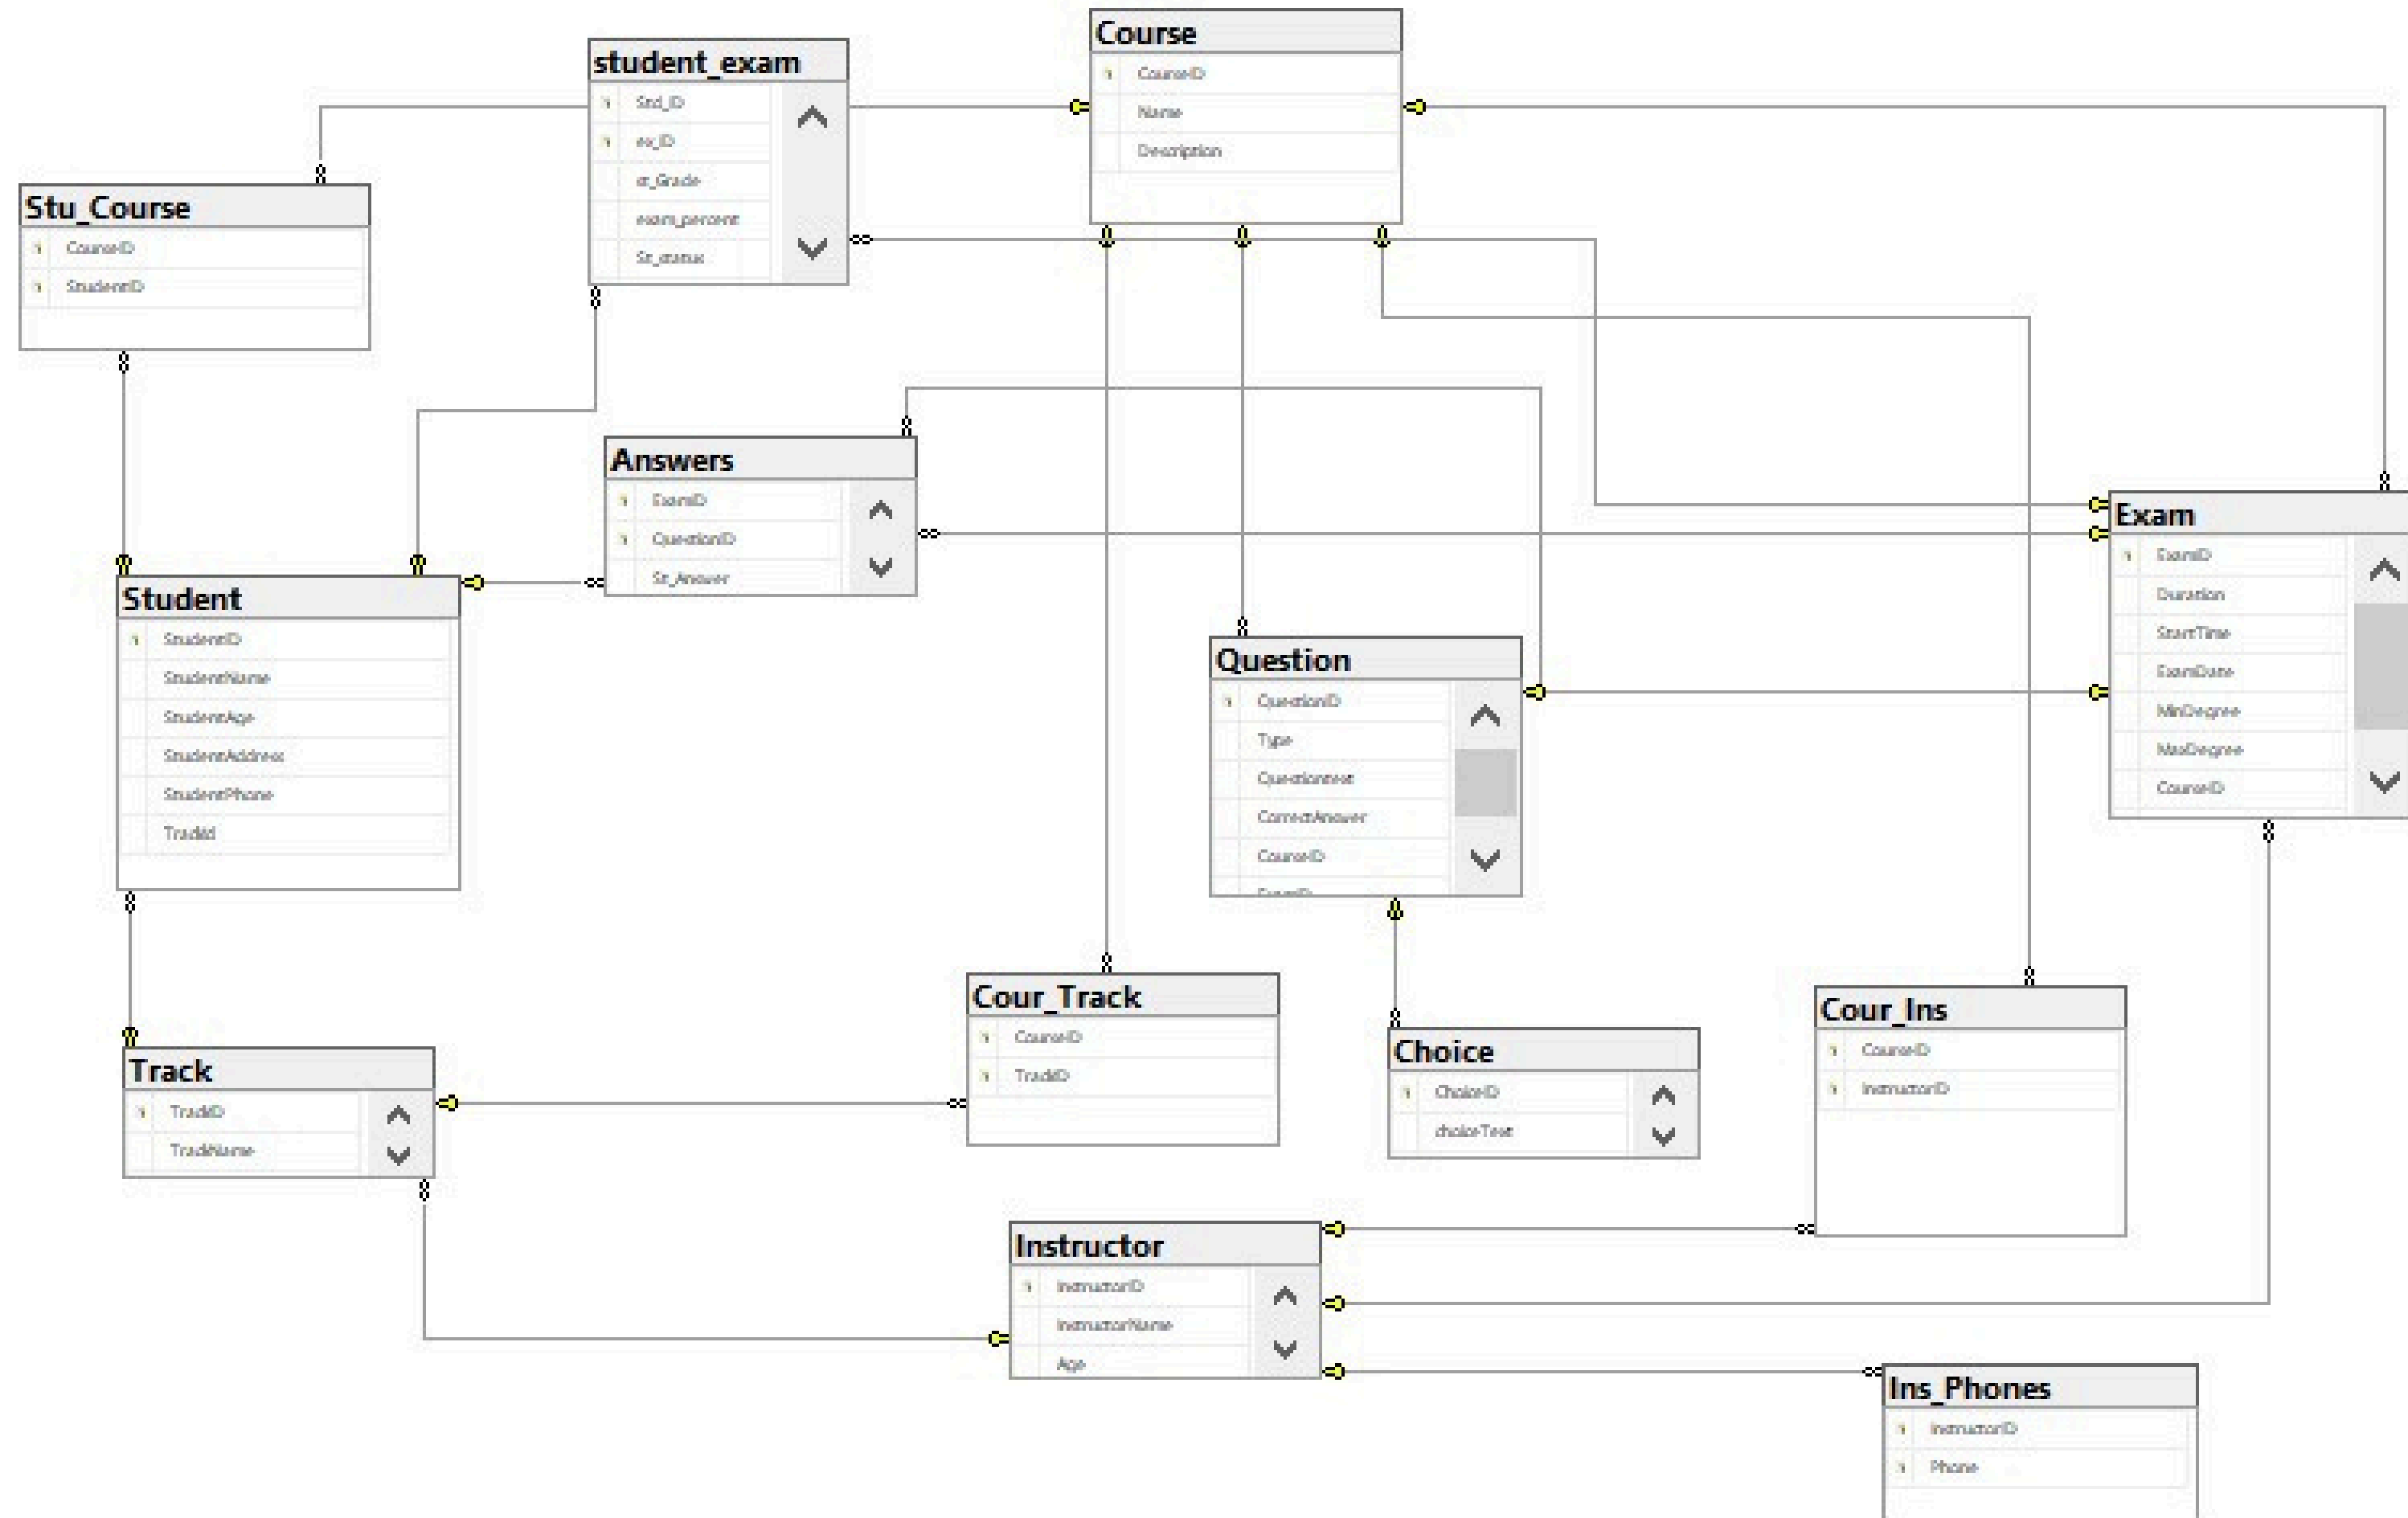 Course
CourseID
Name
Description
student_exam
Std_ID
ex_ID
st_Grade
exam_percent
St_status
Stu_Course
CourseID
StudentID
Answers
ExamID
QuestionID
St_Answer
Exam
ExamID
Duration
StartTime
ExamDate
MinDegree
MaxDegree
CourseID
Student
StudentID
StudentName
StudentAge
StudentAddress
StudentPhone
TrackId
Question
QuestionID
Type
Questiontext
CorrectAnswer
CourseID
ExamID
Cour_Track
CourseID
TrackID
Cour_Ins
CourseID
InstructorID
Choice
ChoiceID
choiceText
Track
TrackID
TrackName
Instructor
InstructorID
InstructorName
Age
Ins_Phones
InstructorID
Phone